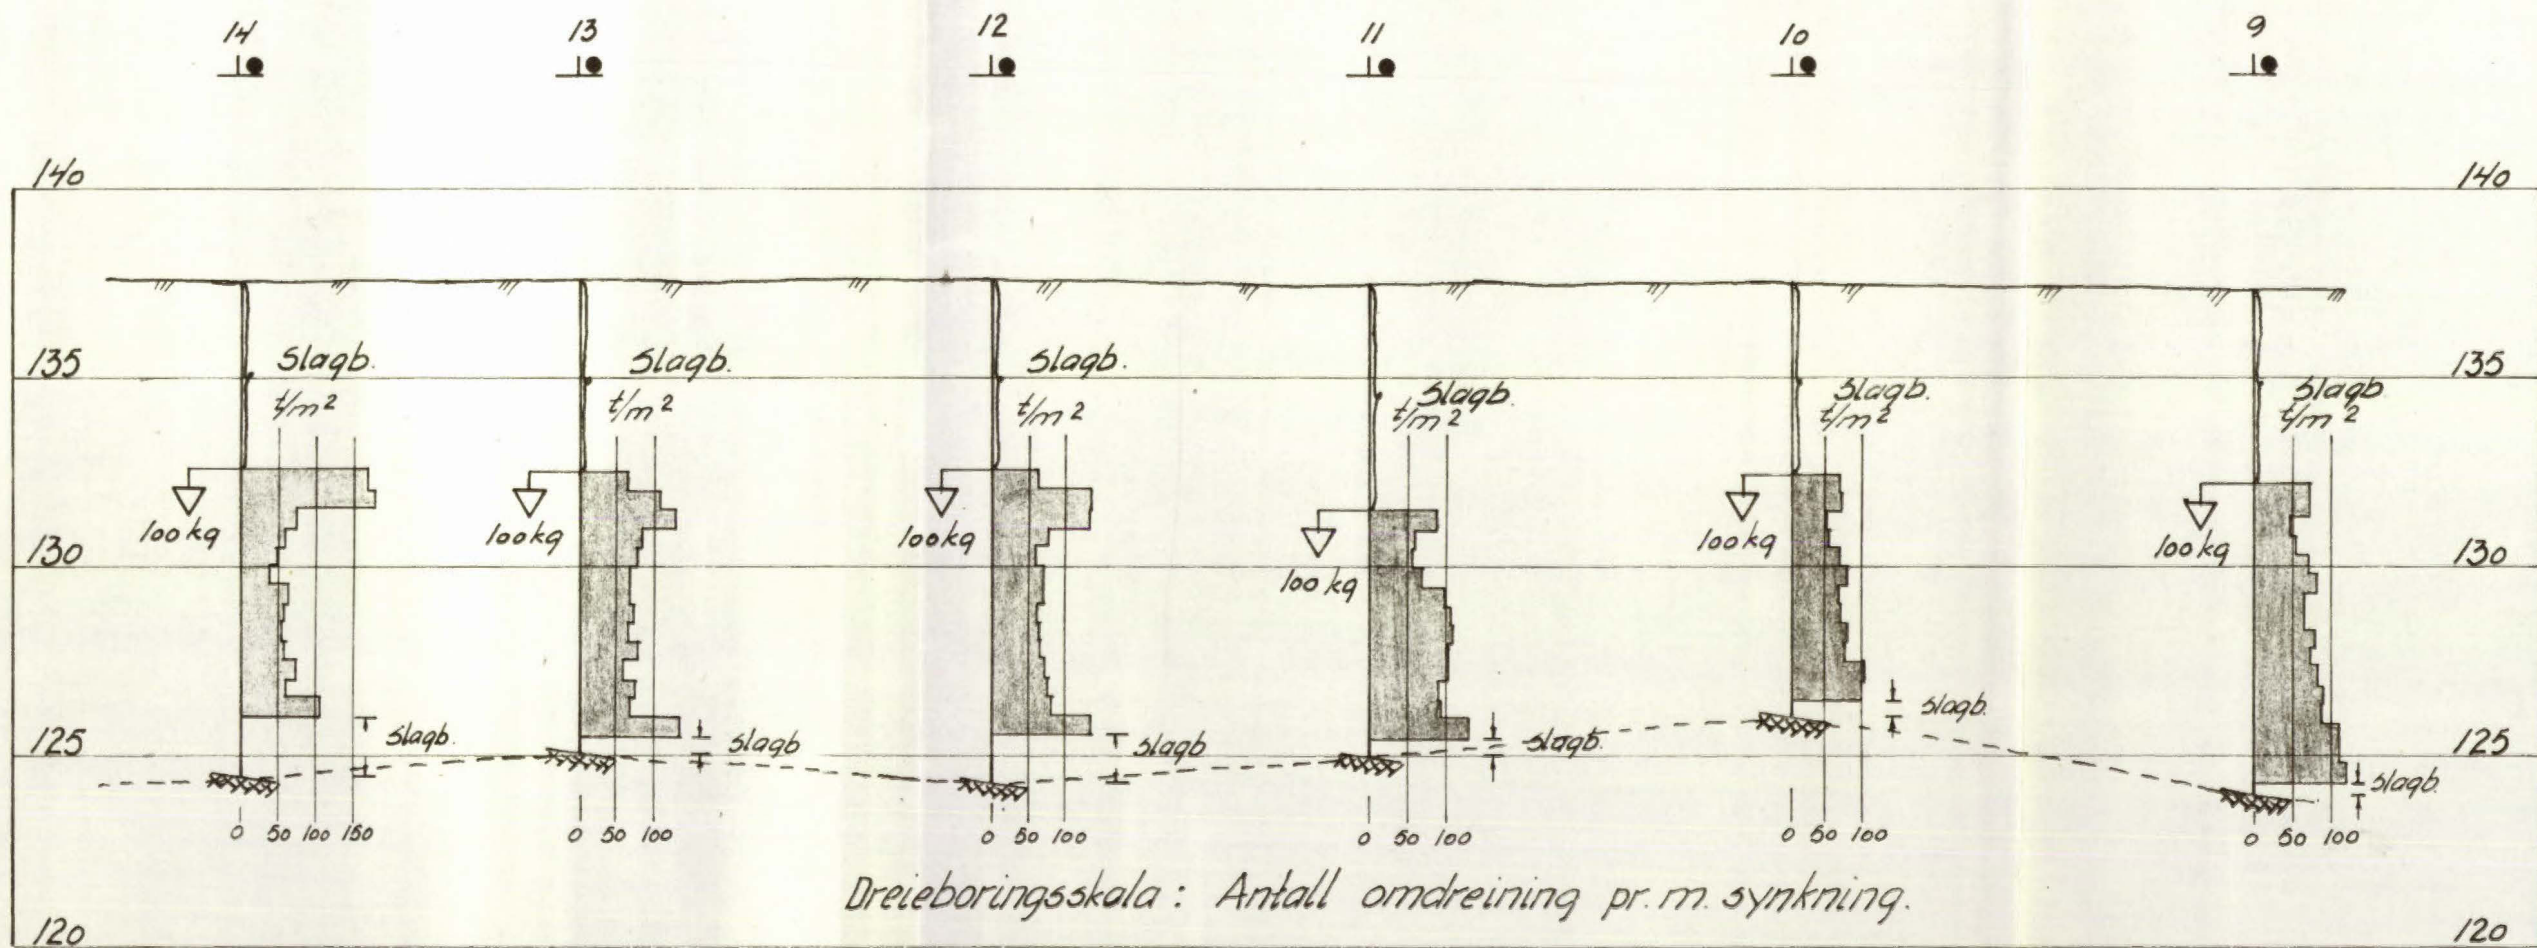 14 13 12 11 10 9
140 140
Slagb. Slagb. Slagb. Slagb. Slagb. Slagb.
135 135
t/m² t/m² t/m² t/m² t/m² t/m²
100 kg 100 kg 100 kg 100 kg 100 kg 100 kg
130 130
Slagb. Slagb Slagb Slagb. Slagb. Slagb.
125 125
0 50 100 150 0 50 100 0 50 100 0 50 100 0 50 100 0 50 100
Dreieboringsskala : Antall omdreining pr. m. synkning.
120 120